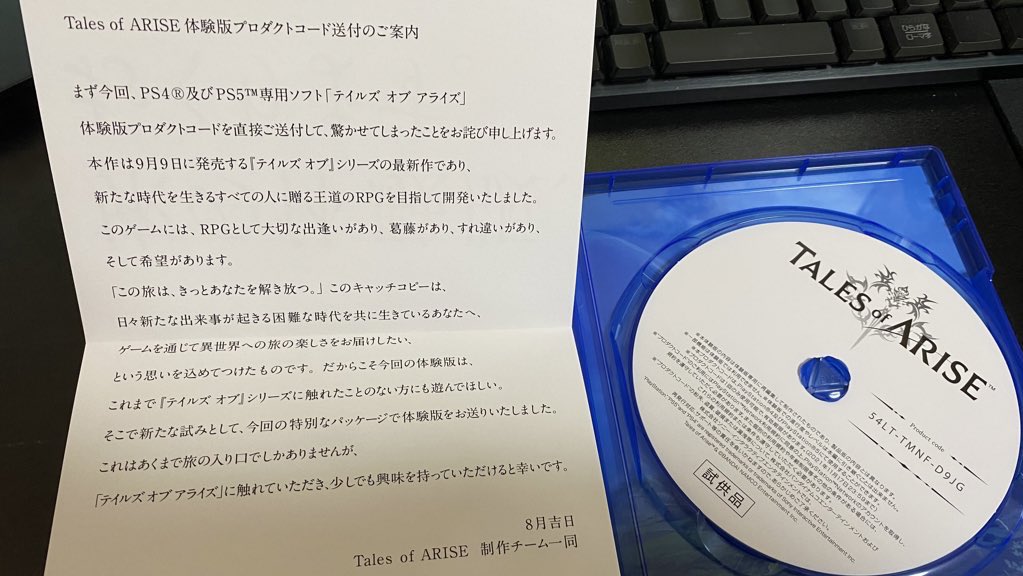 Tales of ARISE 体験版プロダクトコード送付のご案内
まず今回、PS4®及びPS5™専用ソフト「テイルズ オブ アライズ」
体験版プロダクトコードを直接ご送付して、驚かせてしまったことをお詫び申し上げます。
本作は9月9日に発売する『テイルズ オブ』シリーズの最新作であり、
新たな時代を生きるすべての人に贈る王道のRPGを目指して開発いたしました。
このゲームには、RPGとして大切な出逢いがあり、葛藤があり、すれ違いがあり、
そして希望があります。
「この旅は、きっとあなたを解き放つ。」このキャッチコピーは、
日々新たな出来事が起きる困難な時代を共に生きているあなたへ、
ゲームを通じて異世界への旅の楽しさをお届けしたい、
という思いを込めてつけたものです。だからこそ今回の体験版は、
これまで『テイルズ オブ』シリーズに触れたことのない方にも遊んでほしい。
そこで新たな試みとして、今回の特別なパッケージで体験版をお送りいたしました。
これはあくまで旅の入り口でしかありませんが、
「テイルズ オブ アライズ」に触れていただき、少しでも興味を持っていただけると幸いです。
8月吉日
Tales of ARISE 制作チーム一同
ひらがな
ローマ字
TALES of ARISE™
Product code
54LT-TMNF-D9JG
試供品